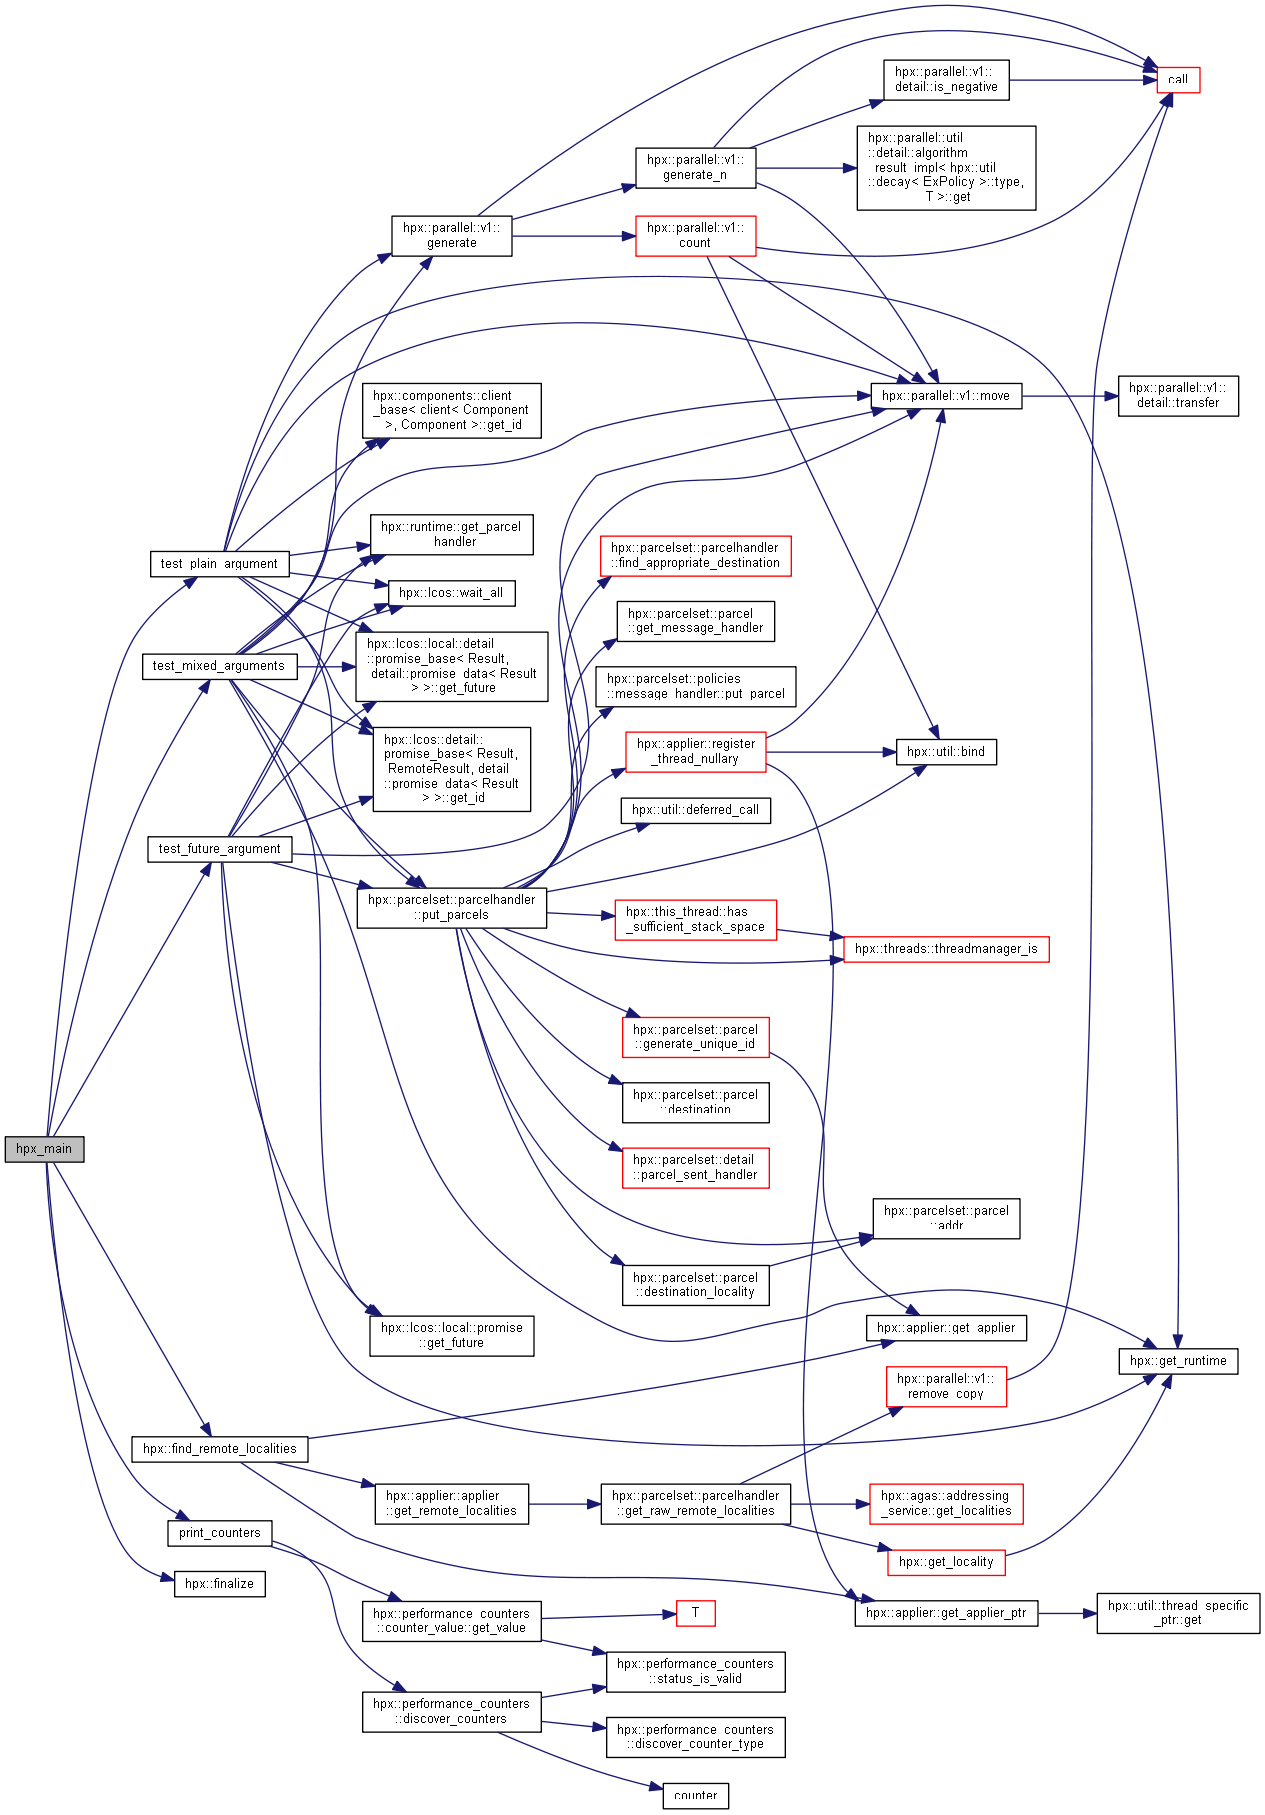 hpx::parallel::v1::
detail::is_negative
call
hpx::parallel::util
::detail::algorithm
_result_impl< hpx::util
::decay< ExPolicy >::type,
T >::get
hpx::parallel::v1::
generate_n
hpx::parallel::v1::
generate
hpx::parallel::v1::
count
hpx::components::client
_base< client< Component
>, Component >::get_id
hpx::parallel::v1::move
hpx::parallel::v1::
detail::transfer
hpx::runtime::get_parcel
_handler
test_plain_argument
hpx::parcelset::parcelhandler
::find_appropriate_destination
hpx::lcos::wait_all
hpx::parcelset::parcel
::get_message_handler
test_mixed_arguments
hpx::lcos::local::detail
::promise_base< Result,
detail::promise_data< Result
> >::get_future
hpx::parcelset::policies
::message_handler::put_parcel
hpx::lcos::detail::
promise_base< Result,
RemoteResult, detail
::promise_data< Result
> >::get_id
hpx::applier::register
_thread_nullary
hpx::util::bind
hpx::util::deferred_call
test_future_argument
hpx::parcelset::parcelhandler
::put_parcels
hpx::this_thread::has
_sufficient_stack_space
hpx::threads::threadmanager_is
hpx::parcelset::parcel
::generate_unique_id
hpx::parcelset::parcel
::destination
hpx_main
hpx::parcelset::detail
::parcel_sent_handler
hpx::parcelset::parcel
::addr
hpx::parcelset::parcel
::destination_locality
hpx::lcos::local::promise
::get_future
hpx::applier::get_applier
hpx::get_runtime
hpx::parallel::v1::
remove_copy
hpx::find_remote_localities
hpx::applier::applier
::get_remote_localities
hpx::parcelset::parcelhandler
::get_raw_remote_localities
hpx::agas::addressing
_service::get_localities
print_counters
hpx::get_locality
hpx::finalize
hpx::performance_counters
::counter_value::get_value
T
hpx::applier::get_applier_ptr
hpx::util::thread_specific
_ptr::get
hpx::performance_counters
::status_is_valid
hpx::performance_counters
::discover_counters
hpx::performance_counters
::discover_counter_type
counter